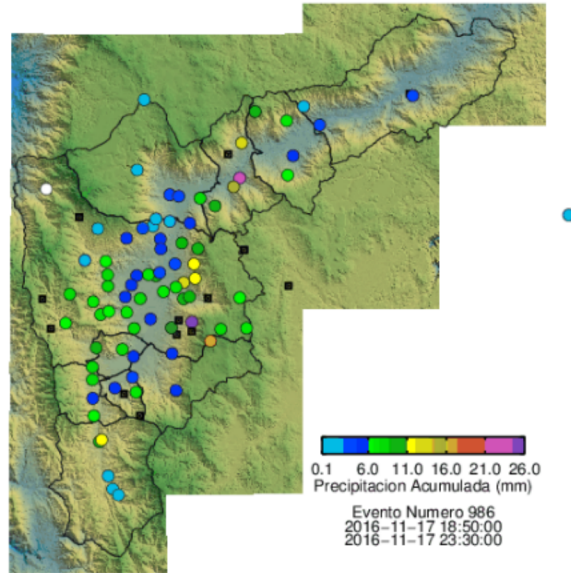 0.1 6.0 11.0 16.0 21.0 26.0
Precipitacion Acumulada (mm)
Evento Numero 986
2016-11-17 18:50:00
2016-11-17 23:30:00